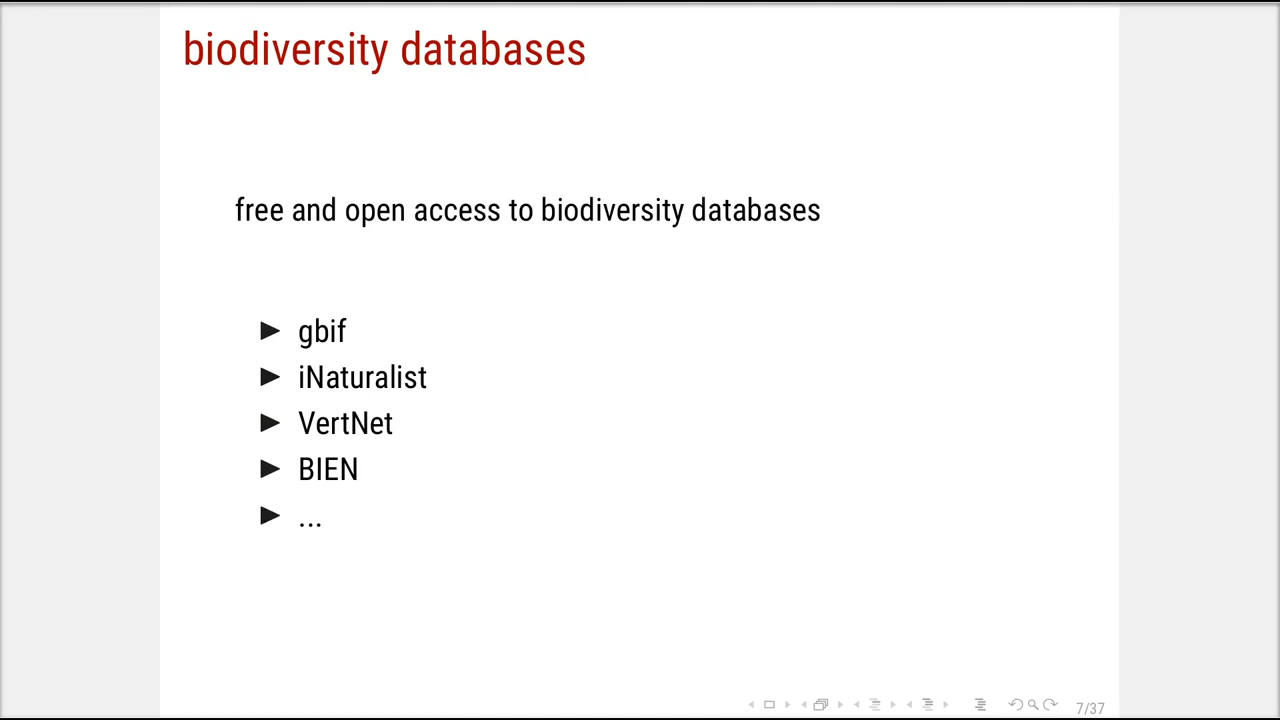 biodiversity databases
free and open access to biodiversity databases
▶ gbif
▶ iNaturalist
▶ VertNet
▶ BIEN
▶ ...
7/37